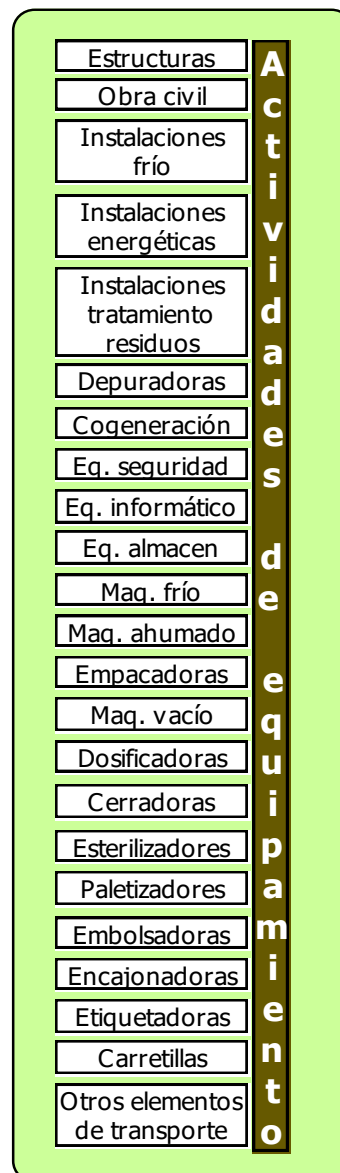 Estructuras
Obra civil
Instalaciones
frío
Instalaciones
energéticas
Instalaciones
tratamiento
residuos
Depuradoras
Cogeneración
Eq. seguridad
Eq. informático
Eq. almacen
Maq. frío
Maq. ahumado
Empacadoras
Maq. vacío
Dosificadoras
Cerradoras
Esterilizadores
Paletizadores
Embolsadoras
Encajonadoras
Etiquetadoras
Carretillas
Otros elementos
de transporte
Actividades de equipamiento